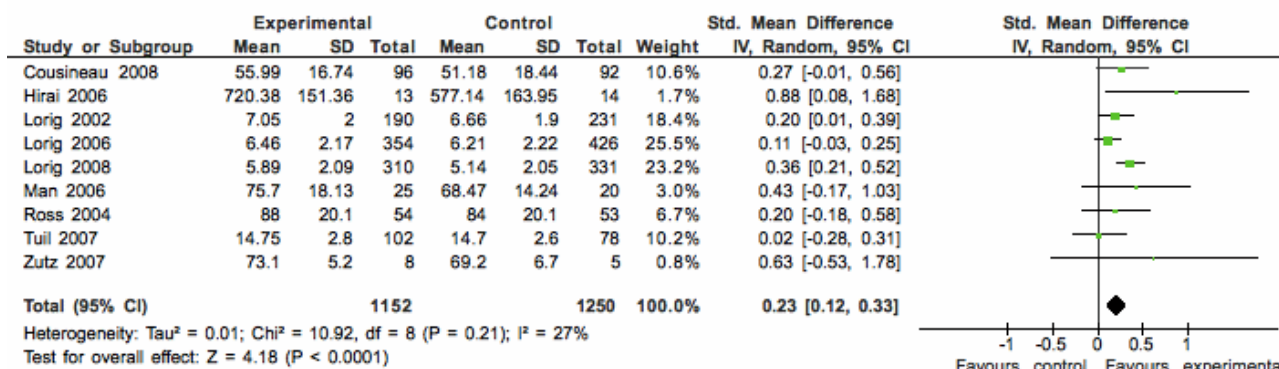 Experimental Control Std. Mean Difference Std. Mean Difference
Study or Subgroup Mean SD Total Mean SD Total Weight IV, Random, 95% CI IV, Random, 95% CI
Cousineau 2008 55.99 16.74 96 51.18 18.44 92 10.6% 0.27 [-0.01, 0.56]
Hirai 2006 720.38 151.36 13 577.14 163.95 14 1.7% 0.88 [0.08, 1.68]
Lorig 2002 7.05 2 190 6.66 1.9 231 18.4% 0.20 [0.01, 0.39]
Lorig 2006 6.46 2.17 354 6.21 2.22 426 25.5% 0.11 [-0.03, 0.25]
Lorig 2008 5.89 2.09 310 5.14 2.05 331 23.2% 0.36 [0.21, 0.52]
Man 2006 75.7 18.13 25 68.47 14.24 20 3.0% 0.43 [-0.17, 1.03]
Ross 2004 88 20.1 54 84 20.1 53 6.7% 0.20 [-0.18, 0.58]
Tuil 2007 14.75 2.8 102 14.7 2.6 78 10.2% 0.02 [-0.28, 0.31]
Zutz 2007 73.1 5.2 8 69.2 6.7 5 0.8% 0.63 [-0.53, 1.78]
Total (95% CI) 1152 1250 100.0% 0.23 [0.12, 0.33]
Heterogeneity: Tau² = 0.01; Chi² = 10.92, df = 8 (P = 0.21); I² = 27%
Test for overall effect: Z = 4.18 (P < 0.0001)
-1 -0.5 0 0.5 1
Favours control Favours experimenta